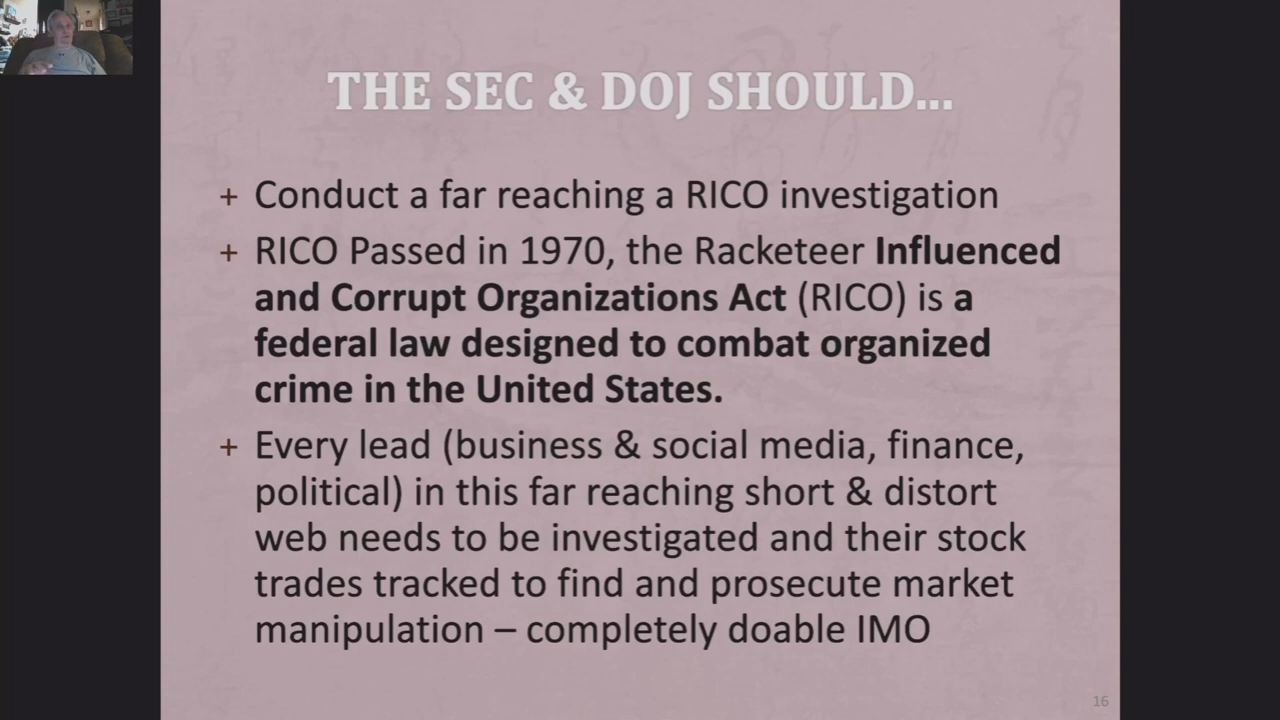 THE SEC & DOJ SHOULD...
+ Conduct a far reaching a RICO investigation
+ RICO Passed in 1970, the Racketeer Influenced
and Corrupt Organizations Act (RICO) is a
federal law designed to combat organized
crime in the United States.
+ Every lead (business & social media, finance,
political) in this far reaching short & distort
web needs to be investigated and their stock
trades tracked to find and prosecute market
manipulation – completely doable IMO
16